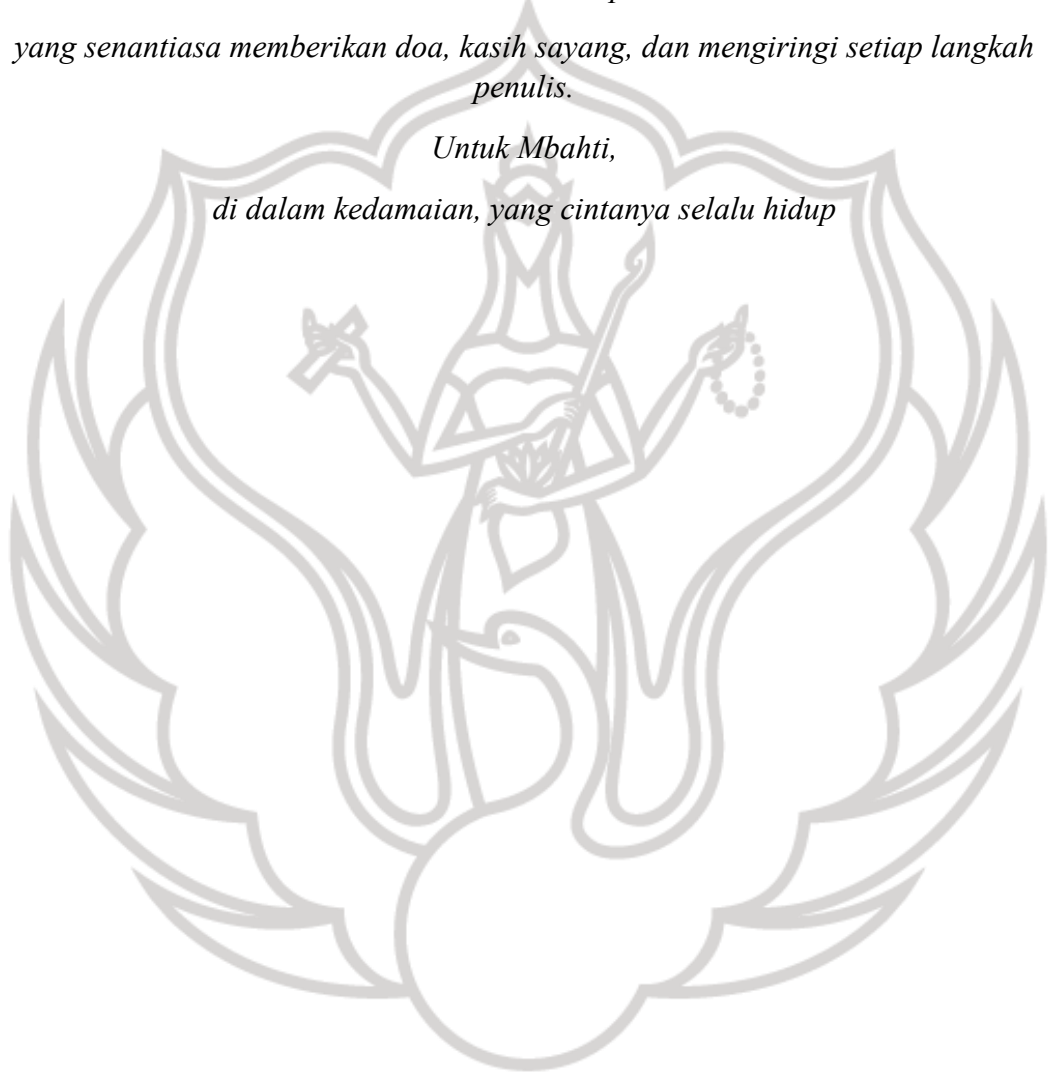 yang senantiasa memberikan doa, kasih sayang, dan mengiringi setiap langkah
penulis.
Untuk Mbahti,
di dalam kedamaian, yang cintanya selalu hidup